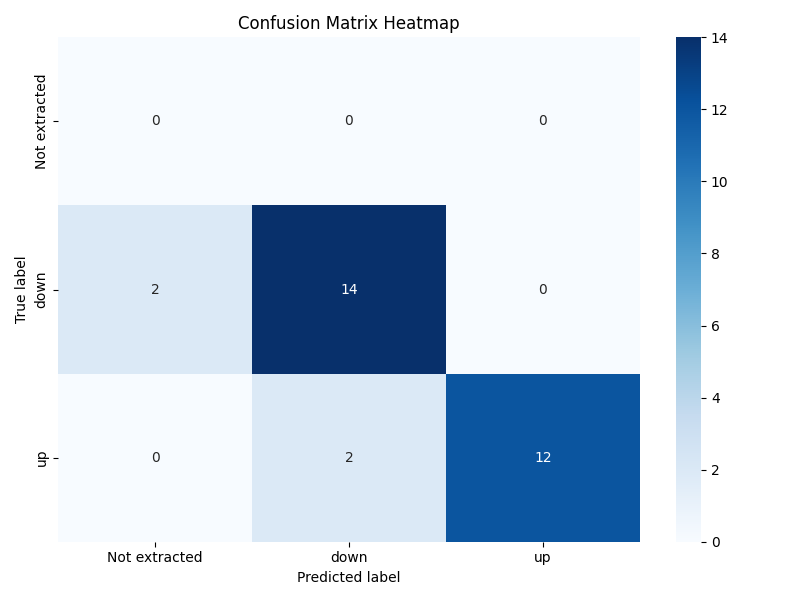 Confusion Matrix Heatmap
True label
Not extracted
0 0 0
down
2 14 0
up
0 2 12
Not extracted down up
Predicted label
14
12
10
8
6
4
2
0